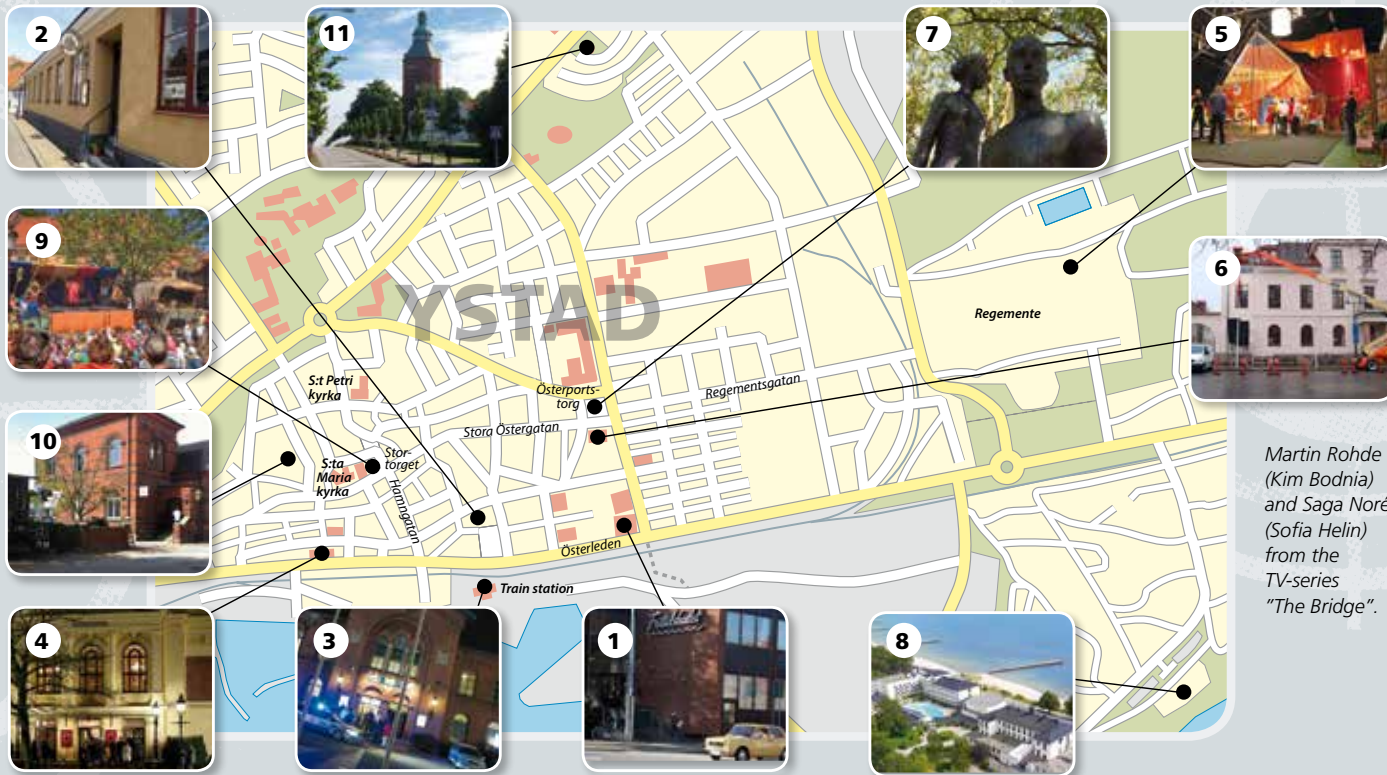 2
11
7
5
9
6
10
4
3
1
8
YSTAD
Regemente
S:t Petri
kyrka
Österports-
torg
Regementsgatan
Stora Östergatan
Stor-
torget
S:ta
Maria
kyrka
Hamngatan
Österleden
Train station
Martin Rohde
(Kim Bodnia)
and Saga Noré
(Sofia Helin)
from the
TV-series
”The Bridge”.